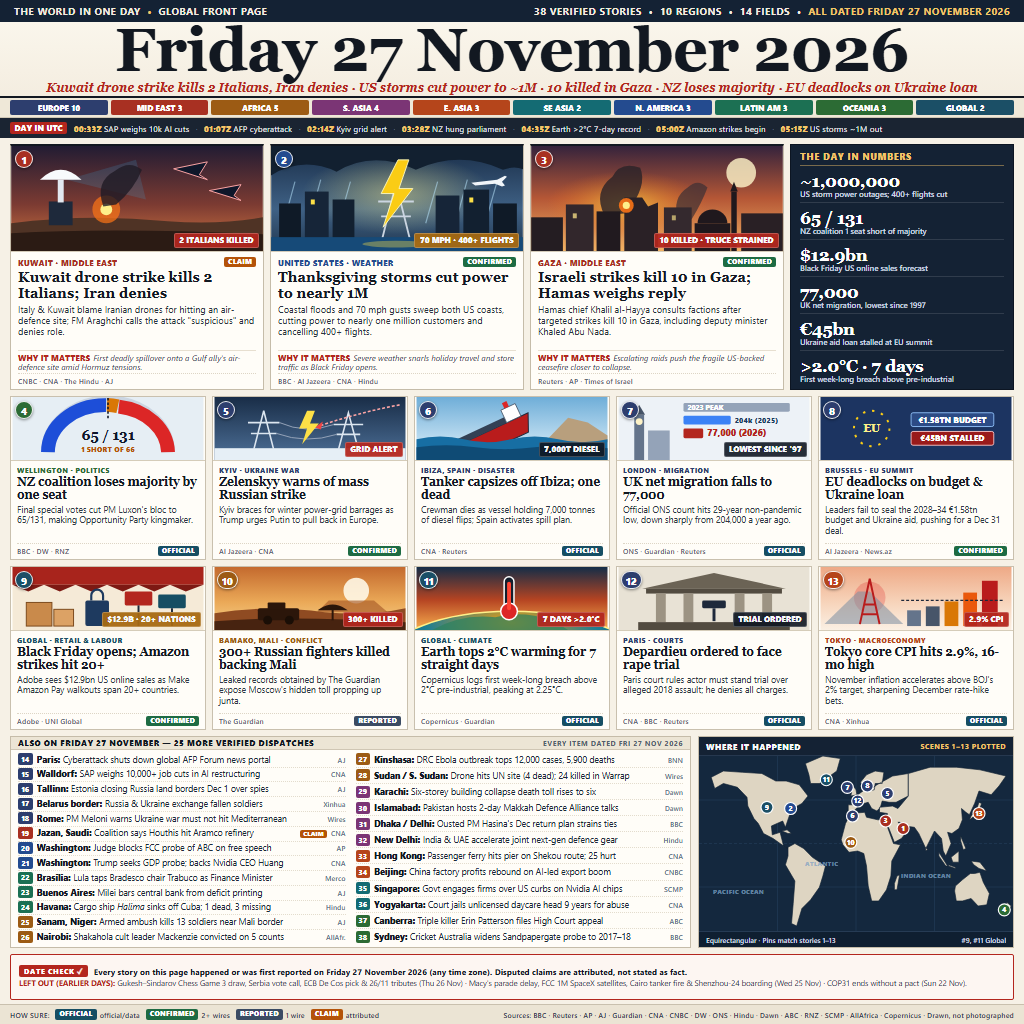 THE WORLD IN ONE DAY • GLOBAL FRONT PAGE
38 VERIFIED STORIES • 10 REGIONS • 14 FIELDS • ALL DATED FRIDAY 27 NOVEMBER 2026
Friday 27 November 2026
Kuwait drone strike kills 2 Italians, Iran denies · US storms cut power to ~1M · 10 killed in Gaza · NZ loses majority · EU deadlocks on Ukraine loan
EUROPE 10
MID EAST 3
AFRICA 5
S. ASIA 4
E. ASIA 3
SE ASIA 2
N. AMERICA 3
LATIN AM 3
OCEANIA 3
GLOBAL 2
DAY IN UTC 00:33Z SAP weighs 10k AI cuts · 01:07Z AFP cyberattack · 02:14Z Kyiv grid alert · 03:28Z NZ hung parliament · 04:35Z Earth >2°C 7-day record · 05:00Z Amazon strikes begin · 05:15Z US storms ~1M out
1
2 ITALIANS KILLED
KUWAIT · MIDDLE EAST
CLAIM
Kuwait drone strike kills 2
Italians; Iran denies
Italy & Kuwait blame Iranian drones for hitting an air-
defence site; FM Araghchi calls the attack "suspicious" and
denies role.
WHY IT MATTERS First deadly spillover onto a Gulf ally's air-
defence site amid Hormuz tensions.
CNBC · CNA · The Hindu · AJ
2
70 MPH · 400+ FLIGHTS
UNITED STATES · WEATHER
CONFIRMED
Thanksgiving storms cut power
to nearly 1M
Coastal floods and 70 mph gusts sweep both US coasts,
cutting power to nearly one million customers and
cancelling 400+ flights.
WHY IT MATTERS Severe weather snarls holiday travel and store
traffic as Black Friday opens.
BBC · Al Jazeera · CNA · Hindu
3
10 KILLED · TRUCE STRAINED
GAZA · MIDDLE EAST
CONFIRMED
Israeli strikes kill 10 in Gaza;
Hamas weighs reply
Hamas chief Khalil al-Hayya consults factions after
targeted strikes kill 10 in Gaza, including deputy minister
Khaled Abu Nada.
WHY IT MATTERS Escalating raids push the fragile US-backed
ceasefire closer to collapse.
Reuters · AP · Times of Israel
THE DAY IN NUMBERS
~1,000,000
US storm power outages; 400+ flights cut
65 / 131
NZ coalition 1 seat short of majority
$12.9bn
Black Friday US online sales forecast
77,000
UK net migration, lowest since 1997
€45bn
Ukraine aid loan stalled at EU summit
>2.0°C · 7 days
First week-long breach above pre-industrial
4
65 / 131
1 SHORT OF 66
WELLINGTON · POLITICS
NZ coalition loses majority by
one seat
Final special votes cut PM Luxon's bloc to
65/131, making Opportunity Party kingmaker.
BBC · DW · RNZ
OFFICIAL
5
GRID ALERT
KYIV · UKRAINE WAR
Zelenskyy warns of mass
Russian strike
Kyiv braces for winter power-grid barrages as
Trump urges Putin to pull back in Europe.
Al Jazeera · CNA
CONFIRMED
6
7,000T DIESEL
IBIZA, SPAIN · DISASTER
Tanker capsizes off Ibiza; one
dead
Crewman dies as vessel holding 7,000 tonnes
of diesel flips; Spain activates spill plan.
CNA · Reuters
OFFICIAL
7
2023 PEAK
204k (2025)
77,000 (2026)
LOWEST SINCE '97
LONDON · MIGRATION
UK net migration falls to
77,000
Official ONS count hits 29-year non-pandemic
low, down sharply from 204,000 a year ago.
ONS · Guardian · Reuters
OFFICIAL
8
EU
€1.58TN BUDGET
€45BN STALLED
BRUSSELS · EU SUMMIT
EU deadlocks on budget &
Ukraine loan
Leaders fail to seal the 2028–34 €1.58tn
budget and Ukraine aid, pushing for a Dec 31
deal.
Al Jazeera · News.az
CONFIRMED
9
$12.9B · 20+ NATIONS
GLOBAL · RETAIL & LABOUR
Black Friday opens; Amazon
strikes hit 20+
Adobe sees $12.9bn US online sales as Make
Amazon Pay walkouts span 20+ countries.
Adobe · UNI Global
CONFIRMED
10
300+ KILLED
BAMAKO, MALI · CONFLICT
300+ Russian fighters killed
backing Mali
Leaked records obtained by The Guardian
expose Moscow's hidden toll propping up
junta.
The Guardian
REPORTED
11
7 DAYS >2.0°C
GLOBAL · CLIMATE
Earth tops 2°C warming for 7
straight days
Copernicus logs first week-long breach above
2°C pre-industrial, peaking at 2.25°C.
Copernicus · Guardian
OFFICIAL
12
TRIAL ORDERED
PARIS · COURTS
Depardieu ordered to face
rape trial
Paris court rules actor must stand trial over
alleged 2018 assault; he denies all charges.
CNA · BBC · Reuters
OFFICIAL
13
2.9% CPI
TOKYO · MACROECONOMY
Tokyo core CPI hits 2.9%, 16-
mo high
November inflation accelerates above BOJ's
2% target, sharpening December rate-hike
bets.
CNA · Xinhua
OFFICIAL
ALSO ON FRIDAY 27 NOVEMBER — 25 MORE VERIFIED DISPATCHES
EVERY ITEM DATED FRI 27 NOV 2026
14 Paris: Cyberattack shuts down global AFP Forum news portal AJ
15 Walldorf: SAP weighs 10,000+ job cuts in AI restructuring CNA
16 Tallinn: Estonia closing Russia land borders Dec 1 over spies AJ
17 Belarus border: Russia & Ukraine exchange fallen soldiers Xinhua
18 Rome: PM Meloni warns Ukraine war must not hit Mediterranean Wires
19 Jazan, Saudi: Coalition says Houthis hit Aramco refinery CLAIM CNA
20 Washington: Judge blocks FCC probe of ABC on free speech AP
21 Washington: Trump seeks GDP probe; backs Nvidia CEO Huang CNA
22 Brasília: Lula taps Bradesco chair Trabuco as Finance Minister Merco
23 Buenos Aires: Milei bars central bank from deficit printing AJ
24 Havana: Cargo ship Halima sinks off Cuba; 1 dead, 3 missing Hindu
25 Sanam, Niger: Armed ambush kills 13 soldiers near Mali border AJ
26 Nairobi: Shakahola cult leader Mackenzie convicted on 5 counts AllAfr.
27 Kinshasa: DRC Ebola outbreak tops 12,000 cases, 5,900 deaths BNN
28 Sudan / S. Sudan: Drone hits UN site (4 dead); 24 killed in Warrap Wires
29 Karachi: Six-storey building collapse death toll rises to six Dawn
30 Islamabad: Pakistan hosts 2-day Makkah Defence Alliance talks Dawn
31 Dhaka / Delhi: Ousted PM Hasina's Dec return plan strains ties BBC
32 New Delhi: India & UAE accelerate joint next-gen defence gear Hindu
33 Hong Kong: Passenger ferry hits pier on Shekou route; 25 hurt CNA
34 Beijing: China factory profits rebound on AI-led export boom CNBC
35 Singapore: Govt engages firms over US curbs on Nvidia AI chips SCMP
36 Yogyakarta: Court jails unlicensed daycare head 9 years for abuse CNA
37 Canberra: Triple killer Erin Patterson files High Court appeal ABC
38 Sydney: Cricket Australia widens Sandpapergate probe to 2017–18 BBC
WHERE IT HAPPENED
SCENES 1–13 PLOTTED
11
7
8
5
9
2
12
6
3
1
13
10
ATLANTIC
INDIAN OCEAN
PACIFIC OCEAN
4
Equirectangular · Pins match stories 1–13
#9, #11 Global
DATE CHECK ✓ Every story on this page happened or was first reported on Friday 27 November 2026 (any time zone). Disputed claims are attributed, not stated as fact.
LEFT OUT (EARLIER DAYS): Gukesh–Sindarov Chess Game 3 draw, Serbia vote call, ECB De Cos pick & 26/11 tributes (Thu 26 Nov) · Macy's parade delay, FCC 1M SpaceX satellites, Cairo tanker fire & Shenzhou-24 boarding (Wed 25 Nov) · COP31 ends without a pact (Sun 22 Nov).
HOW SURE: OFFICIAL official/data CONFIRMED 2+ wires REPORTED 1 wire CLAIM attributed
Sources: BBC · Reuters · AP · AJ · Guardian · CNA · CNBC · DW · ONS · Hindu · Dawn · ABC · RNZ · SCMP · AllAfrica · Copernicus · Drawn, not photographed